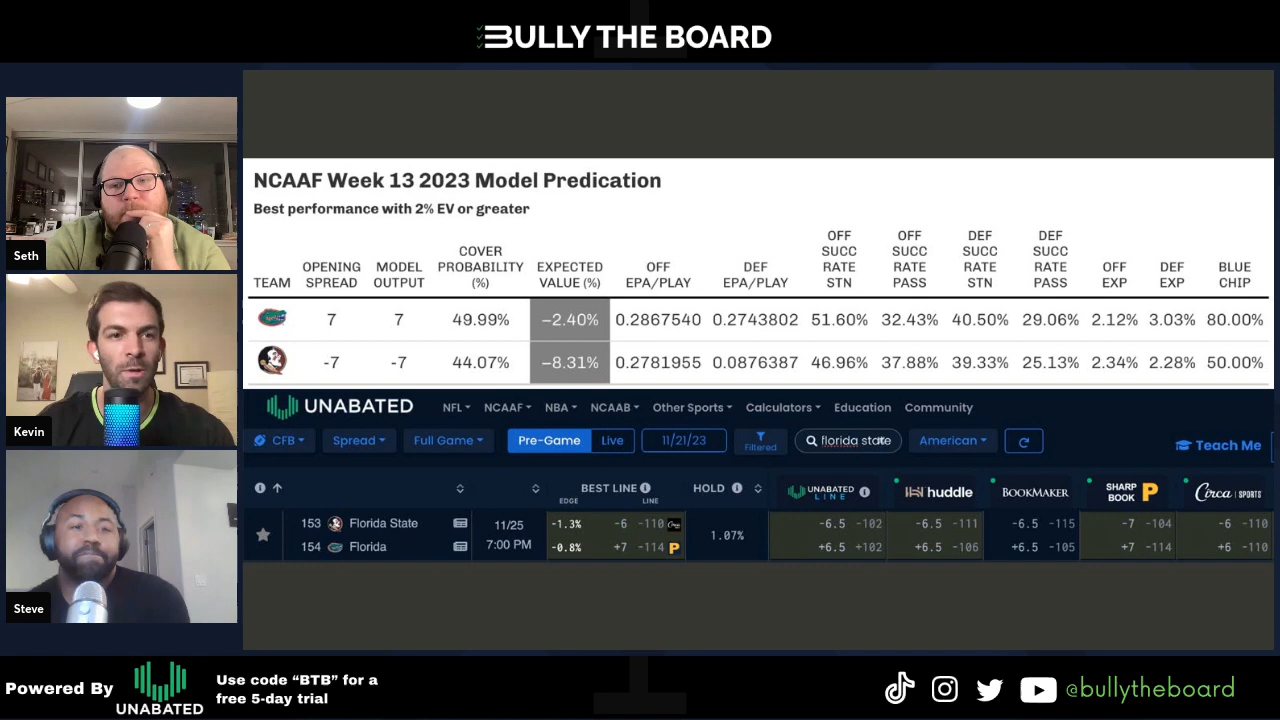 BULLY THE BOARD
Seth
Kevin
Steve
NCAAF Week 13 2023 Model Predication
Best performance with 2% EV or greater
TEAM OPENING SPREAD MODEL OUTPUT COVER PROBABILITY (%) EXPECTED VALUE (%) OFF EPA/PLAY DEF EPA/PLAY OFF SUCC RATE STN OFF SUCC RATE PASS DEF SUCC RATE STN DEF SUCC RATE PASS OFF EXP DEF EXP BLUE CHIP
7 7 49.99% −2.40% 0.2867540 0.2743802 51.60% 32.43% 40.50% 29.06% 2.12% 3.03% 80.00%
-7 -7 44.07% −8.31% 0.2781955 0.0876387 46.96% 37.88% 39.33% 25.13% 2.34% 2.28% 50.00%
UNABATED NFL NCAAF NBA NCAAB Other Sports Calculators Education Community
CFB Spread Full Game Pre-Game Live 11/21/23 Filtered florida state American Teach Me
BEST LINE EDGE LINE HOLD UNABATED LINE huddle BOOKMAKER SHARP BOOK P Circa SPORTS
153 Florida State 11/25 -1.3% -6 -110 -6.5 -102 -6.5 -111 -6.5 -115 -7 -104 -6 -110
154 Florida 7:00 PM -0.8% +7 -114 P 1.07% +6.5 +102 +6.5 -106 +6.5 -105 +7 -114 +6 -110
Powered By UNABATED
Use code “BTB” for a
free 5-day trial
@bullytheboard